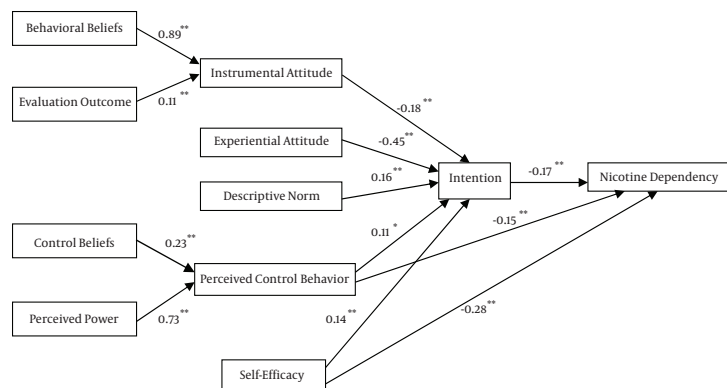 Behavioral Beliefs
0.89**
Instrumental Attitude
Evaluation Outcome
0.11**
-0.18**
Experiential Attitude
-0.45**
Intention
-0.17**
Nicotine Dependency
0.16**
Descriptive Norm
Control Beliefs
0.23**
0.11*
-0.15**
Perceived Control Behavior
Perceived Power
0.73**
0.14**
-0.28**
Self-Efficacy